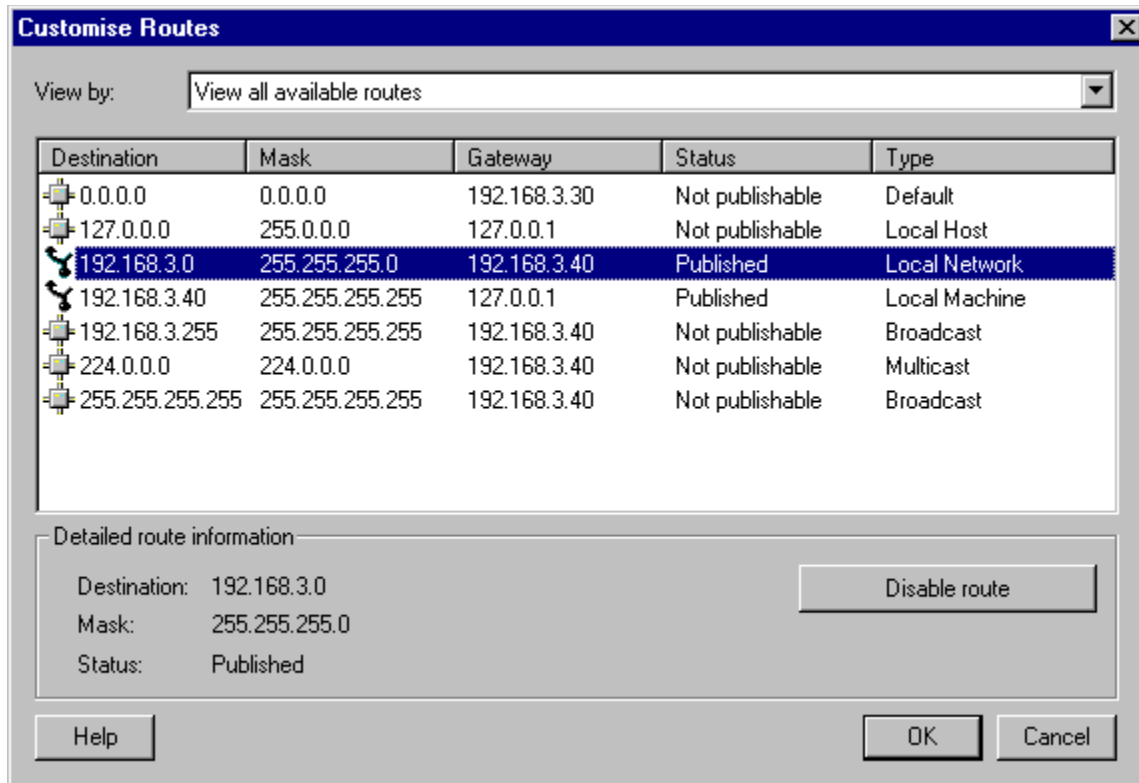 Customise Routes
View by: View all available routes
Destination Mask Gateway Status Type
0.0.0.0 0.0.0.0 192.168.3.30 Not publishable Default
127.0.0.0 255.0.0.0 127.0.0.1 Not publishable Local Host
192.168.3.0 255.255.255.0 192.168.3.40 Published Local Network
192.168.3.40 255.255.255.255 127.0.0.1 Published Local Machine
192.168.3.255 255.255.255.255 192.168.3.40 Not publishable Broadcast
224.0.0.0 224.0.0.0 192.168.3.40 Not publishable Multicast
255.255.255.255 255.255.255.255 192.168.3.40 Not publishable Broadcast
Detailed route information
Destination: 192.168.3.0 Disable route
Mask: 255.255.255.0
Status: Published
Help OK Cancel